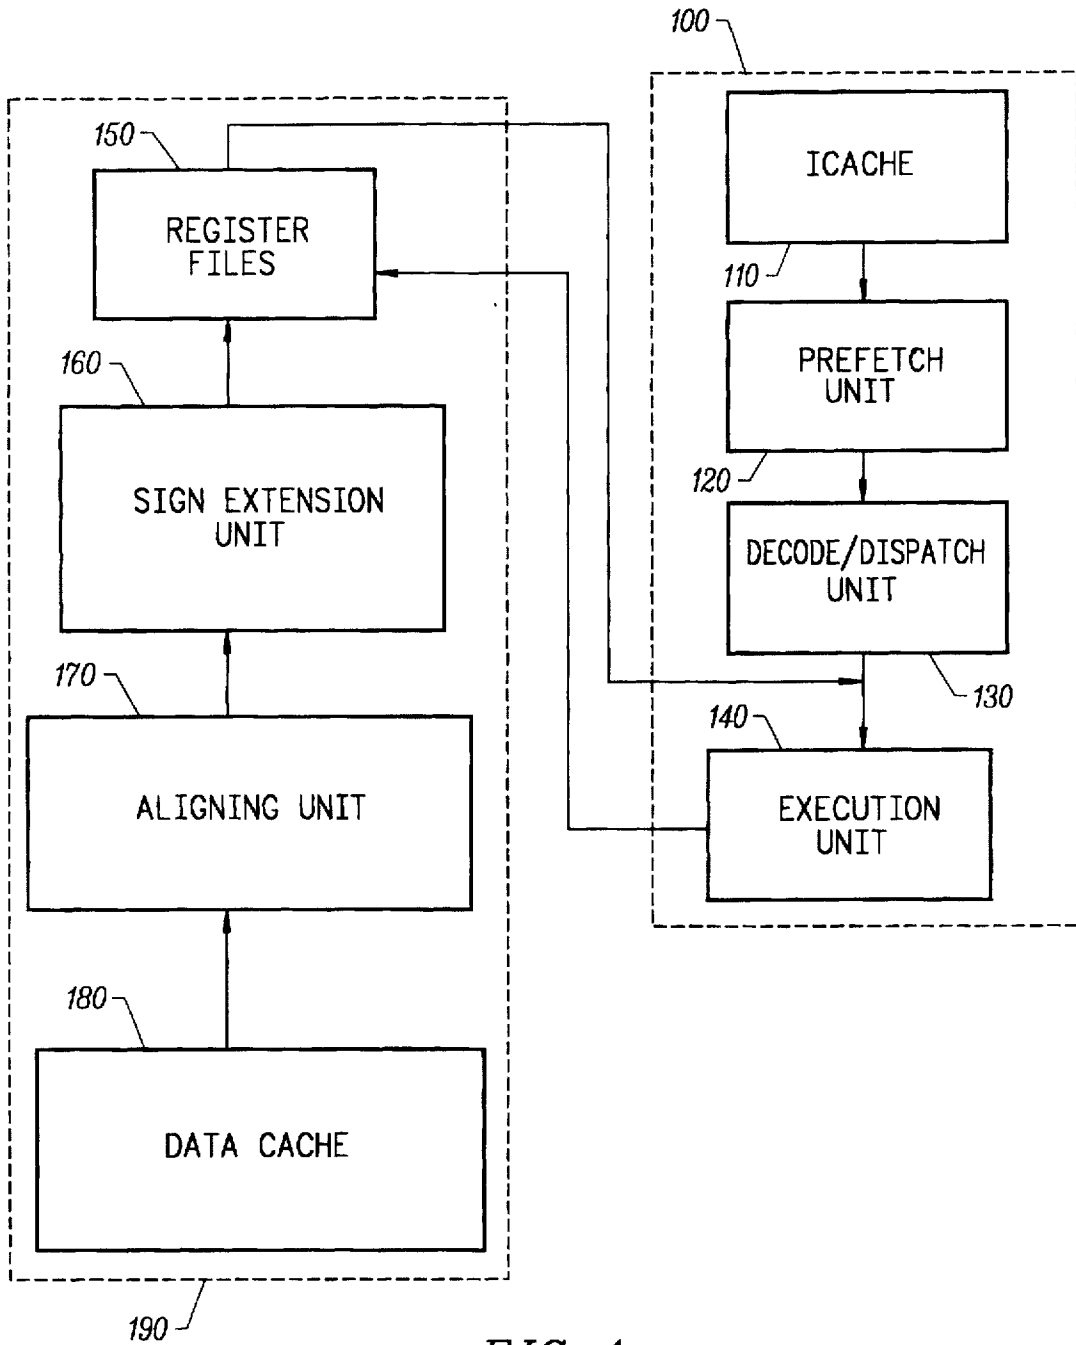 100
150
REGISTER
FILES
ICACHE
110
PREFETCH
UNIT
160
120
SIGN EXTENSION
UNIT
DECODE/DISPATCH
UNIT
170
130
140
ALIGNING UNIT
EXECUTION
UNIT
180
DATA CACHE
190